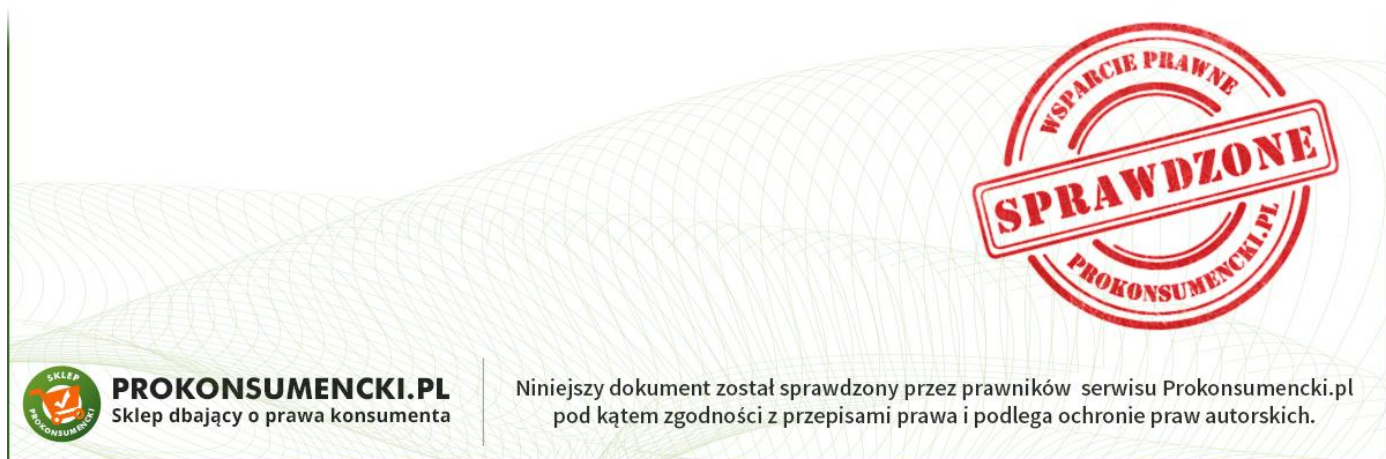 WSPARCIE PRAWNE
SPRAWDZONE
PROKONSUMENCKI.PL
SKLEP
PROKONSUMENCKI
PROKONSUMENCKI.PL
Sklep dbający o prawa konsumenta
Niniejszy dokument został sprawdzony przez prawników serwisu Prokonsumencki.pl
pod kątem zgodności z przepisami prawa i podlega ochronie praw autorskich.